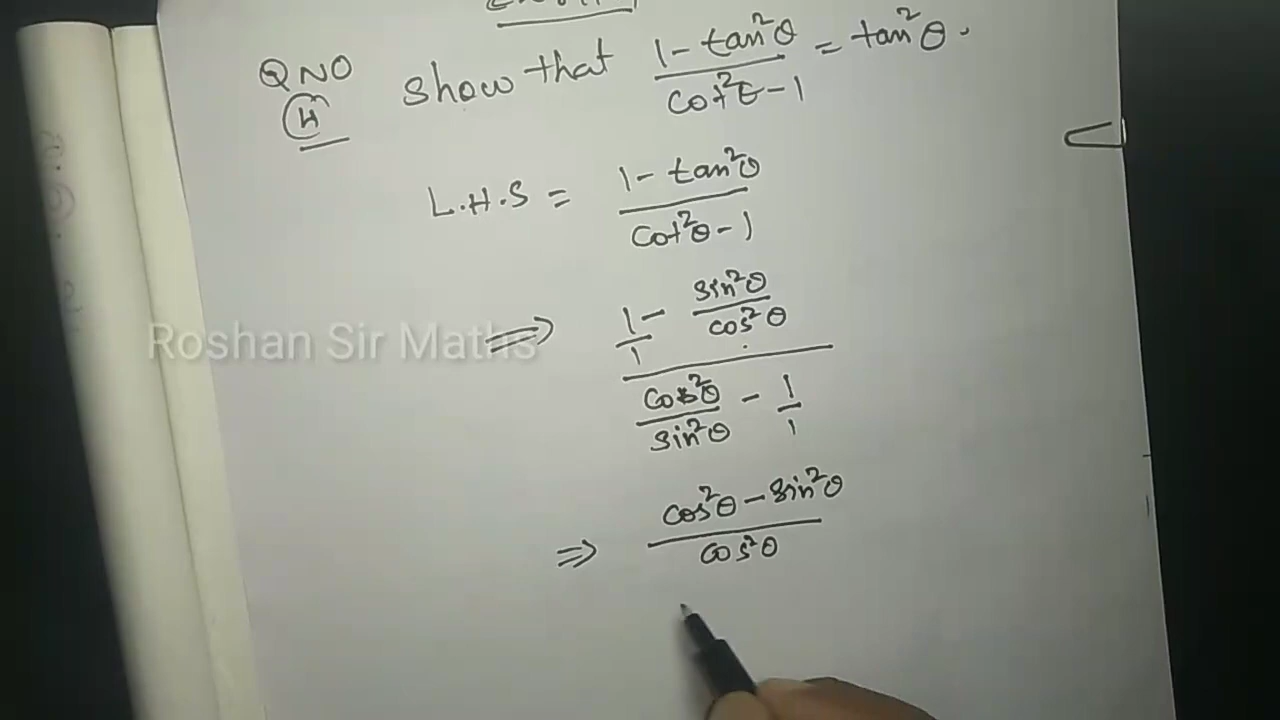 Q NO Show that 1 - tan²θ / cot²θ - 1 = tan²θ.
(4)
L.H.S = 1 - tan²θ / cot²θ - 1
⇒ 1/1 - sin²θ/cos²θ
cos²θ/sin²θ - 1/1
Roshan Sir Maths
⇒ cos²θ - sin²θ / cos²θ